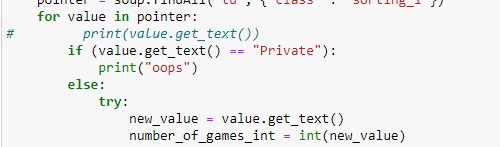 pointer = soup.findAll('td', { "class" : "sorting_1"})
for value in pointer:
#         print(value.get_text())
if (value.get_text() == "Private"):
print("oops")
else:
try:
new_value = value.get_text()
number_of_games_int = int(new_value)